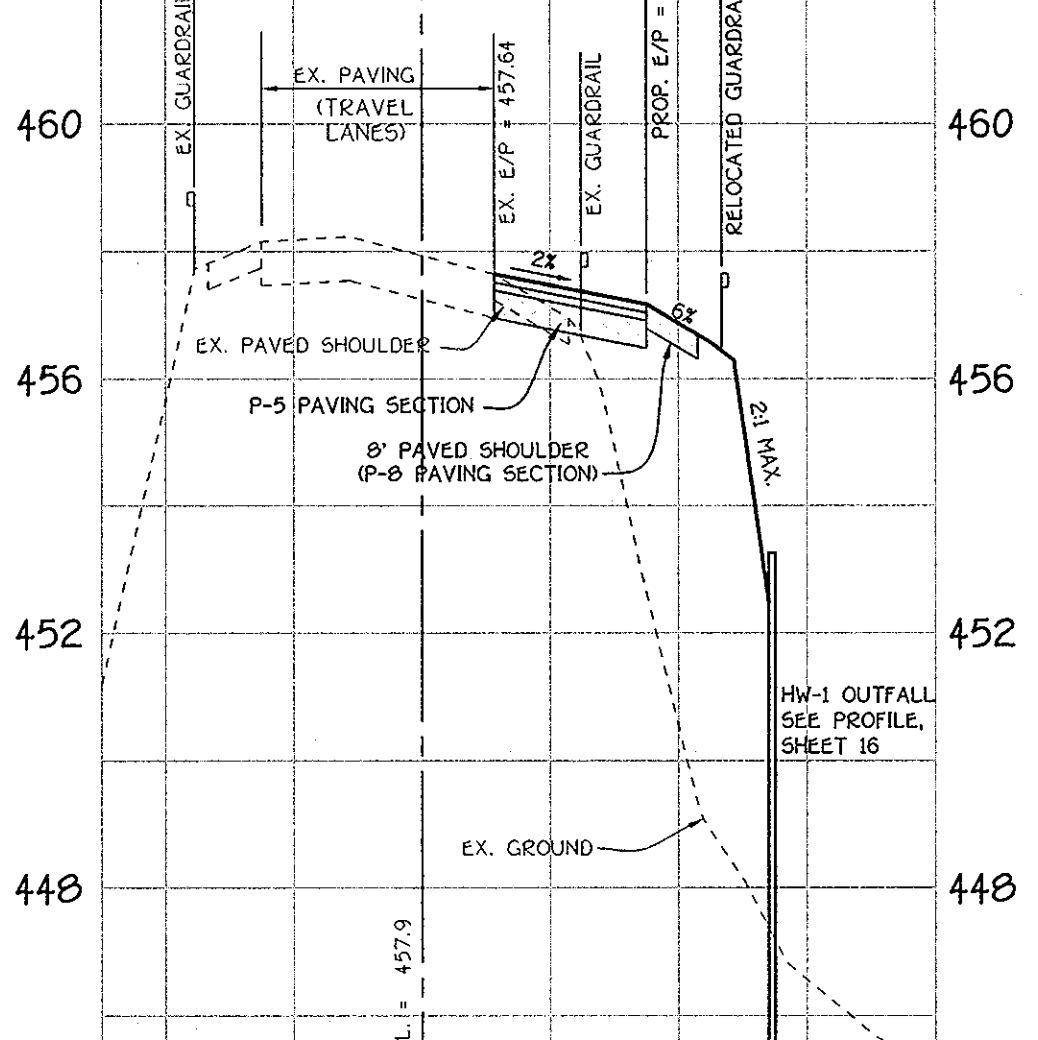 EX. GUARDRAIL
EX. PAVING
(TRAVEL
LANES)
EX. E/P = 457.64
EX. GUARDRAIL
PROP. E/P =
RELOCATED GUARDRA
460
460
2%
6%
EX. PAVED SHOULDER
456
456
P-5 PAVING SECTION
2:1 MAX.
8' PAVED SHOULDER
(P-8 PAVING SECTION)
452
452
HW-1 OUTFALL
SEE PROFILE,
SHEET 16
EX. GROUND
448
448
L. = 457.9